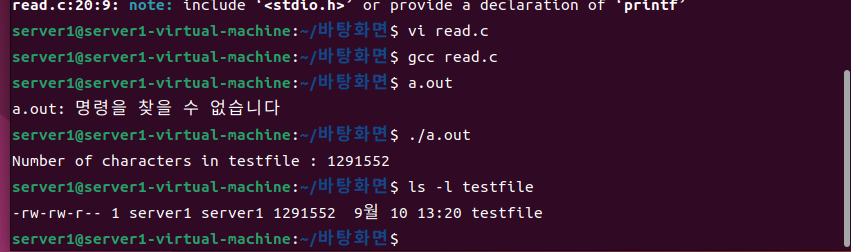 read.c:20:9: note: include ‘<stdio.h>’ or provide a declaration of ‘printf’
server1@server1-virtual-machine:~/바탕화면$ vi read.c
server1@server1-virtual-machine:~/바탕화면$ gcc read.c
server1@server1-virtual-machine:~/바탕화면$ a.out
a.out: 명령을 찾을 수 없습니다
server1@server1-virtual-machine:~/바탕화면$ ./a.out
Number of characters in testfile : 1291552
server1@server1-virtual-machine:~/바탕화면$ ls -l testfile
-rw-rw-r-- 1 server1 server1 1291552  9월 10 13:20 testfile
server1@server1-virtual-machine:~/바탕화면$